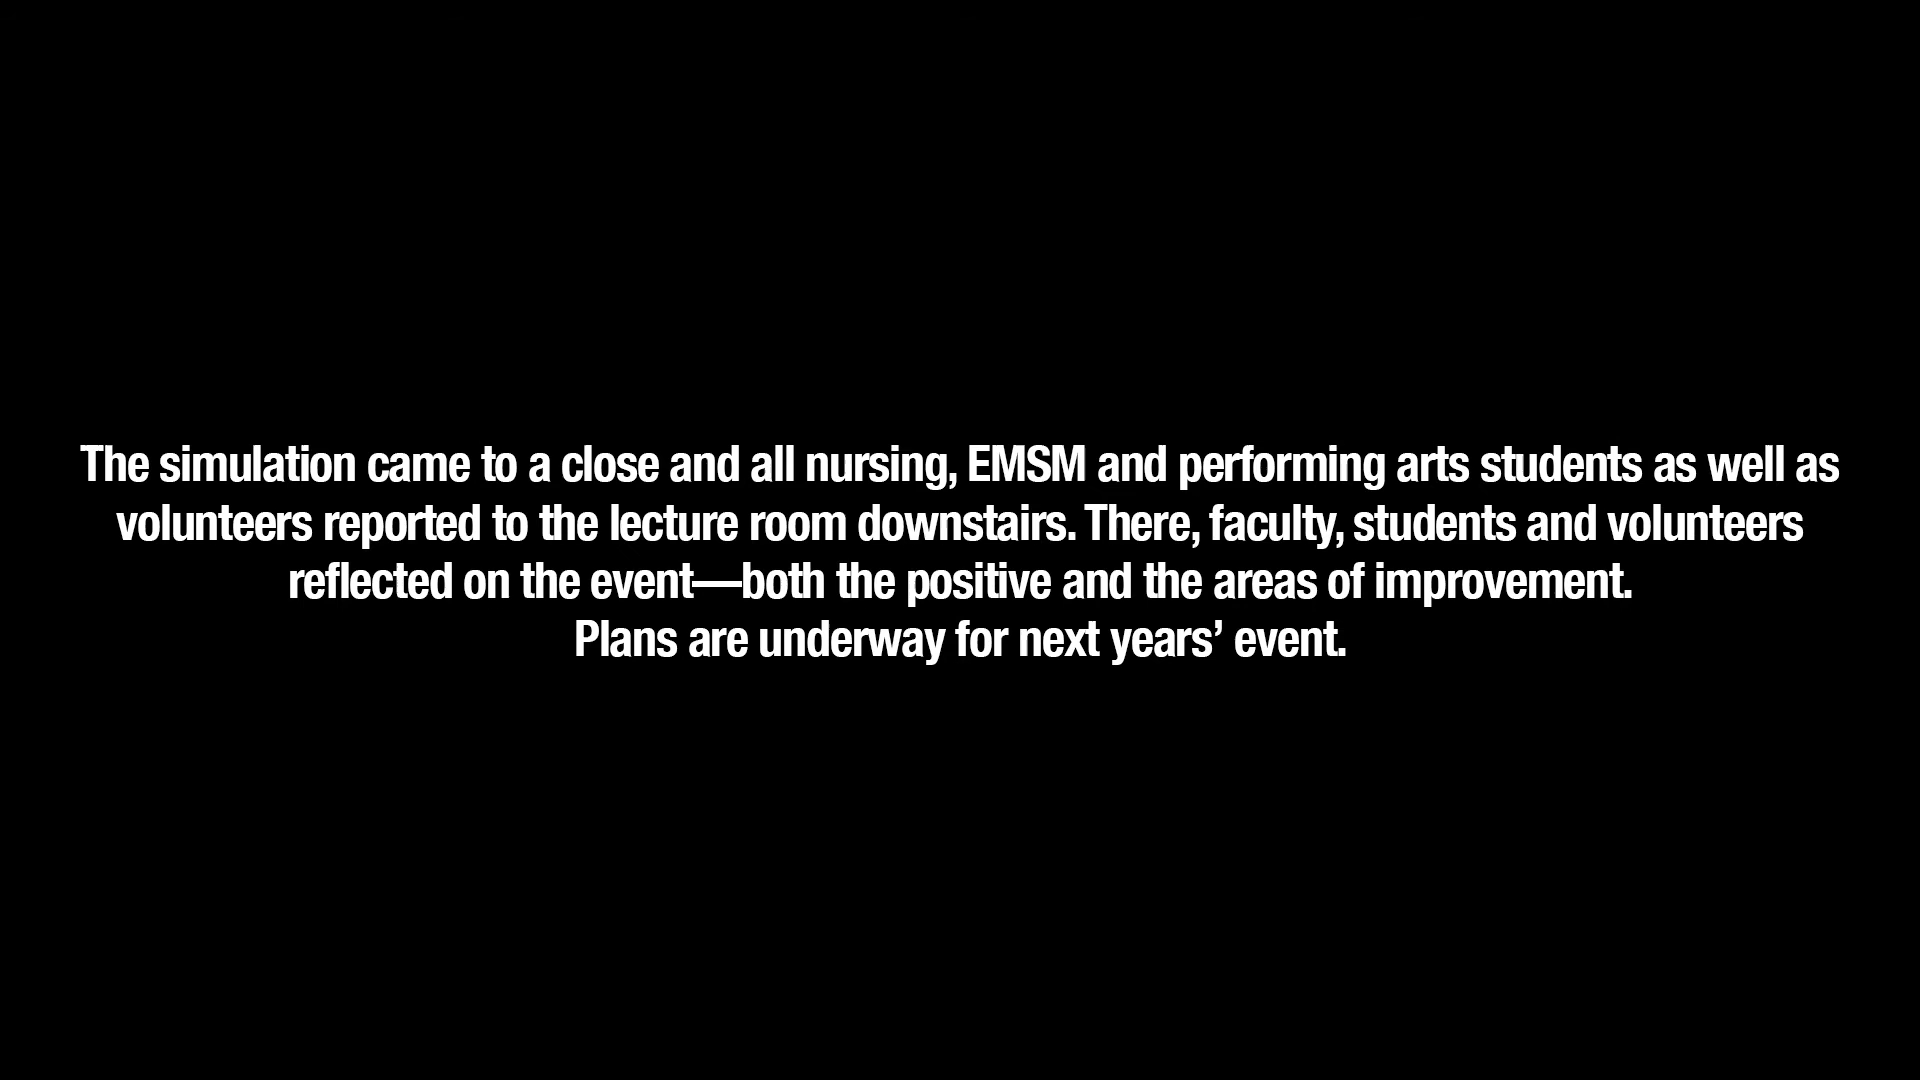 The simulation came to a close and all nursing, EMSM and performing arts students as well as
volunteers reported to the lecture room downstairs. There, faculty, students and volunteers
reflected on the event—both the positive and the areas of improvement.
Plans are underway for next years’ event.